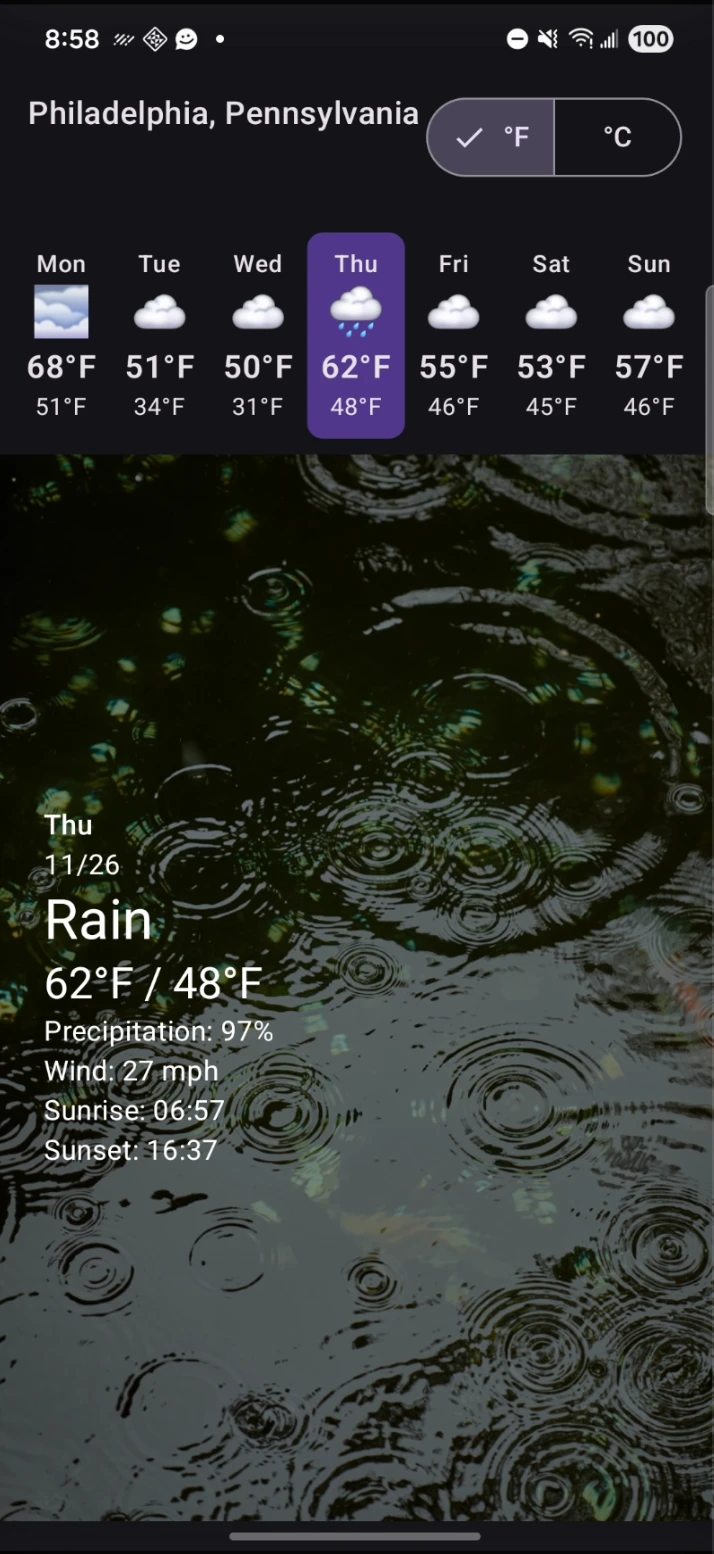 8:58
100
Philadelphia, Pennsylvania
°F °C
Mon Tue Wed Thu Fri Sat Sun
68°F 51°F 50°F 62°F 55°F 53°F 57°F
51°F 34°F 31°F 48°F 46°F 45°F 46°F
Thu
11/26
Rain
62°F / 48°F
Precipitation: 97%
Wind: 27 mph
Sunrise: 06:57
Sunset: 16:37